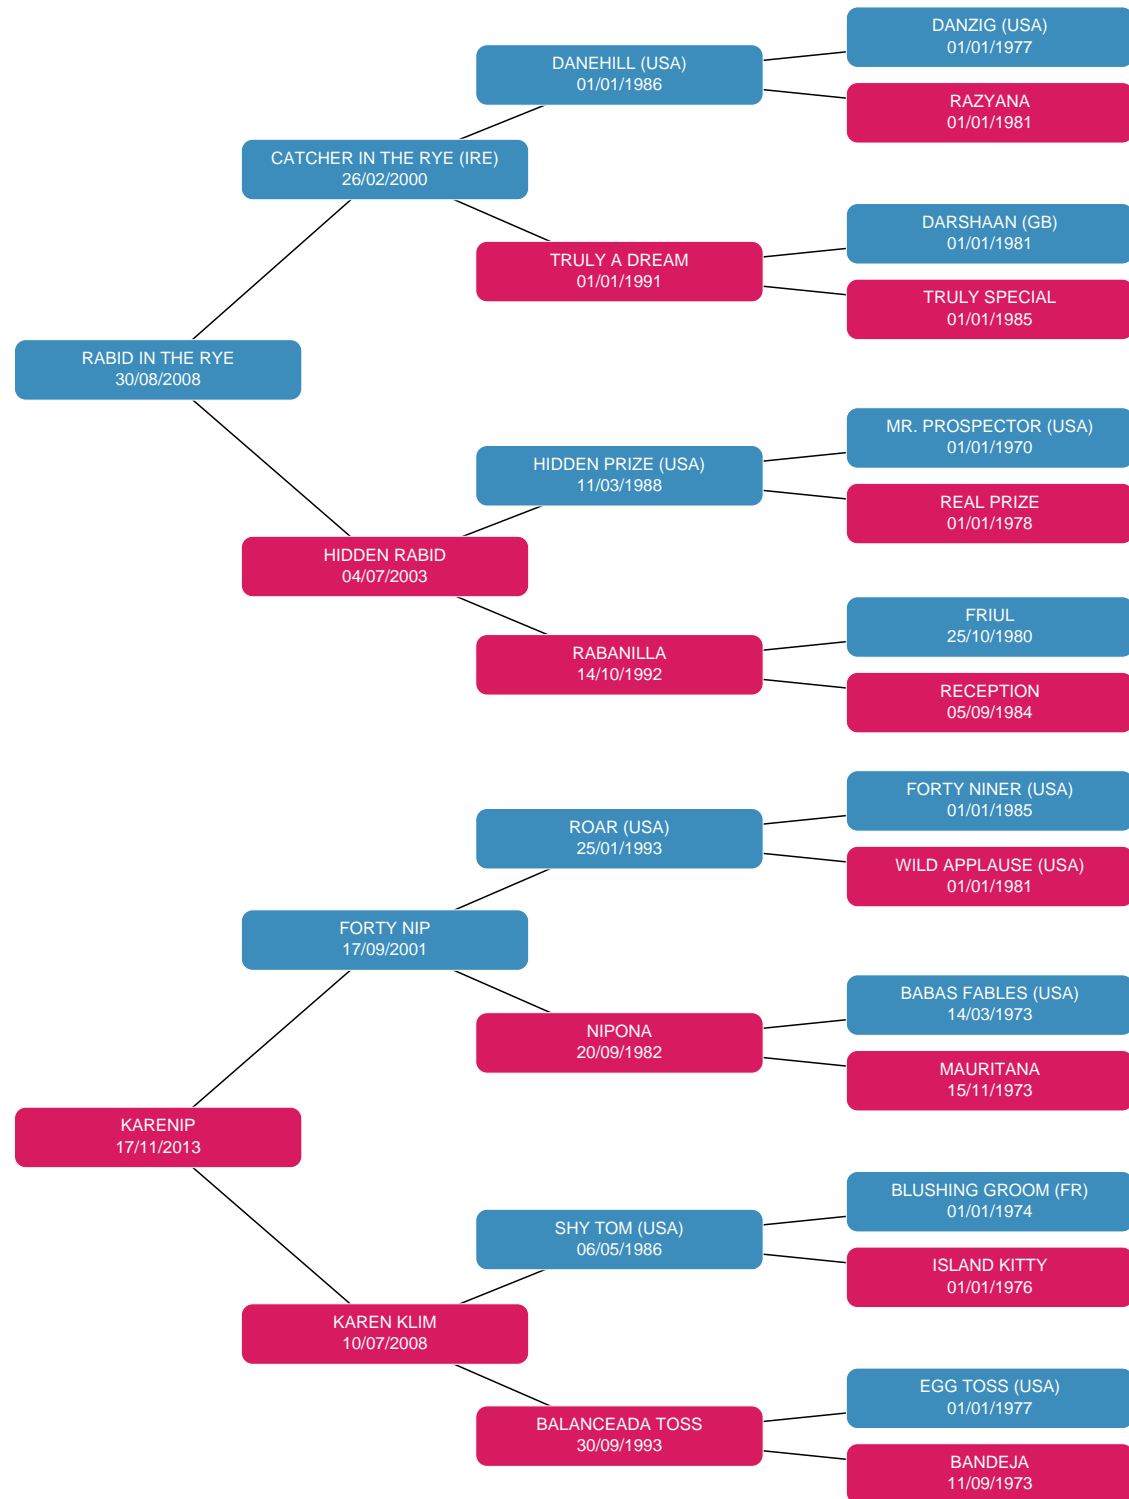 DANZIG (USA)
01/01/1977
DANEHILL (USA)
01/01/1986
RAZYANA
01/01/1981
CATCHER IN THE RYE (IRE)
26/02/2000
DARSHAAN (GB)
01/01/1981
TRULY A DREAM
01/01/1991
TRULY SPECIAL
01/01/1985
RABID IN THE RYE
30/08/2008
MR. PROSPECTOR (USA)
01/01/1970
HIDDEN PRIZE (USA)
11/03/1988
REAL PRIZE
01/01/1978
HIDDEN RABID
04/07/2003
FRIUL
25/10/1980
RABANILLA
14/10/1992
RECEPTION
05/09/1984
FORTY NINER (USA)
01/01/1985
ROAR (USA)
25/01/1993
WILD APPLAUSE (USA)
01/01/1981
FORTY NIP
17/09/2001
BABAS FABLES (USA)
14/03/1973
NIPONA
20/09/1982
MAURITANA
15/11/1973
KARENIP
17/11/2013
BLUSHING GROOM (FR)
01/01/1974
SHY TOM (USA)
06/05/1986
ISLAND KITTY
01/01/1976
KAREN KLIM
10/07/2008
EGG TOSS (USA)
01/01/1977
BALANCEADA TOSS
30/09/1993
BANDEJA
11/09/1973